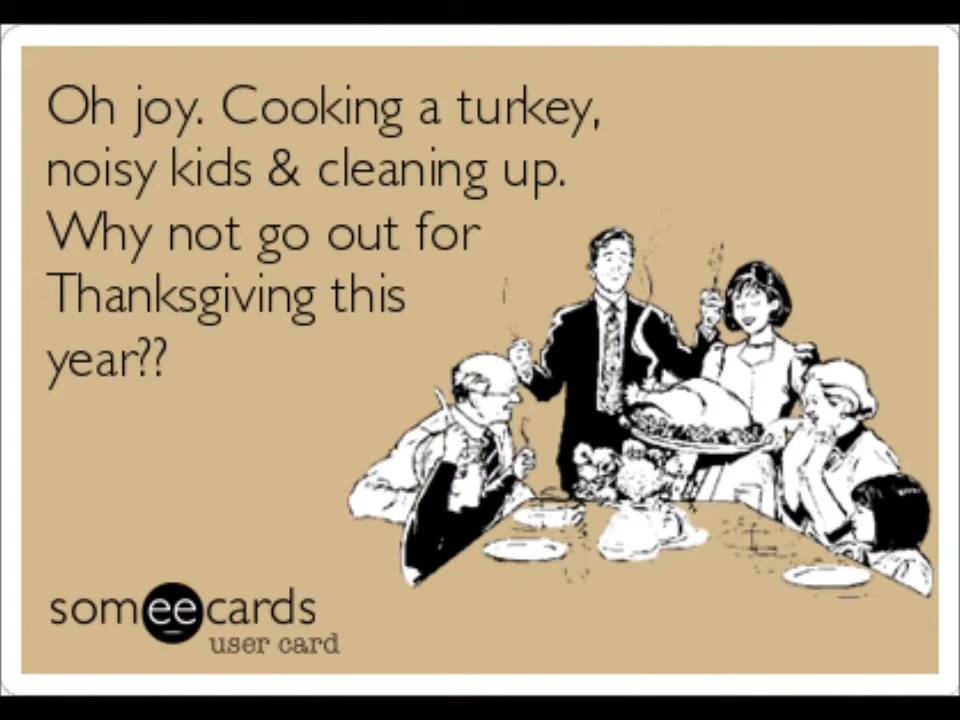 Oh joy. Cooking a turkey,
noisy kids & cleaning up.
Why not go out for
Thanksgiving this
year??
someecards
user card